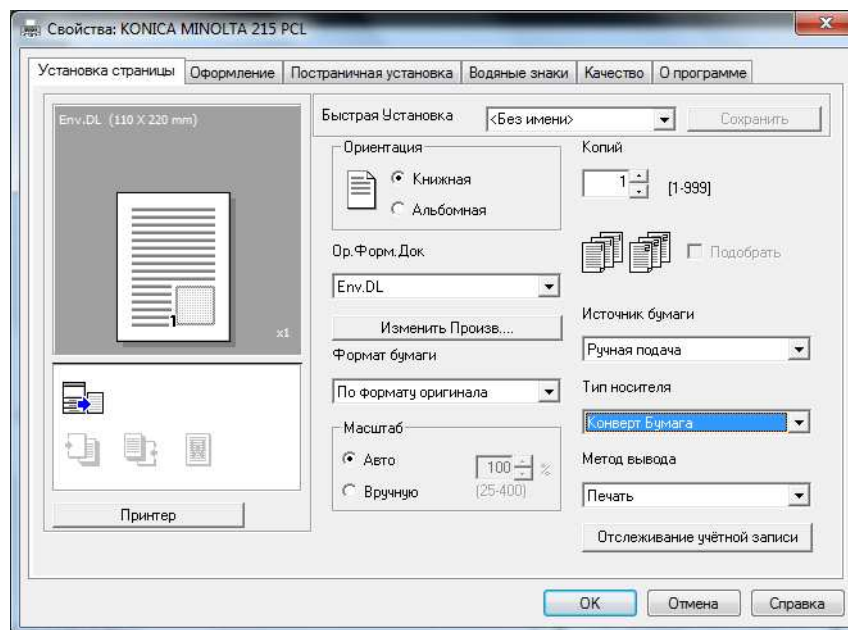 Свойства: KONICA MINOLTA 215 PCL
Установка страницы
Оформление
Постраничная установка
Водяные знаки
Качество
О программе
Env.DL (110 X 220 mm)
1
x1
Принтер
Быстрая Установка
<Без имени>
Сохранить
Ориентация
Книжная
Альбомная
Ор.Форм.Док
Env.DL
Изменить Произв....
Формат бумаги
По формату оригинала
Масштаб
Авто
Вручную
100 %
(25-400)
Копий
1
[1-999]
Подобрать
Источник бумаги
Ручная подача
Тип носителя
Конверт Бумага
Метод вывода
Печать
Отслеживание учётной записи
OK
Отмена
Справка